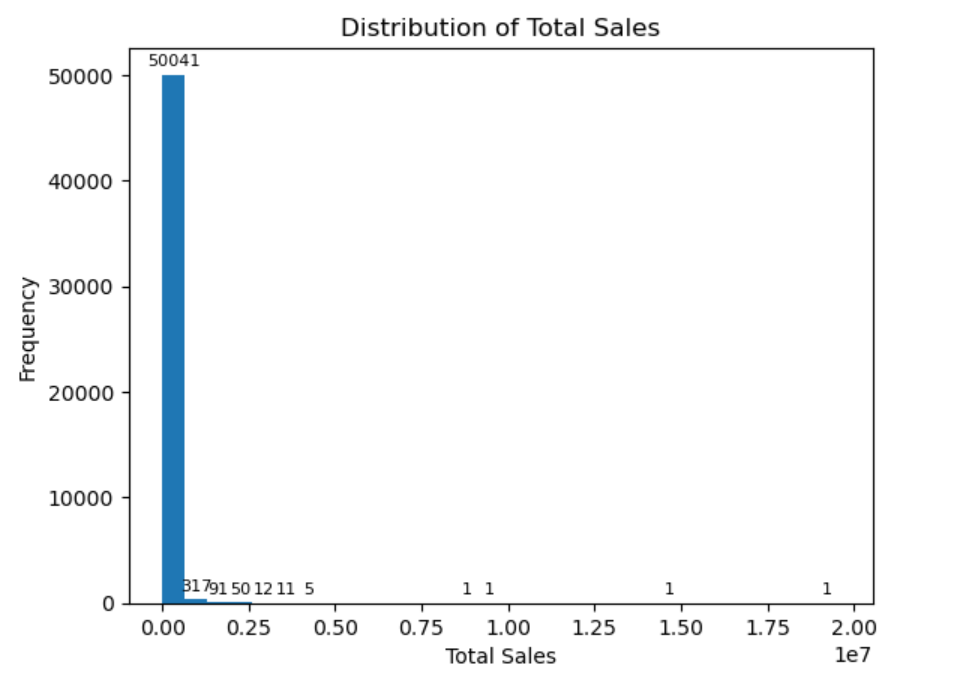 Distribution of Total Sales
50041
50000
40000
30000
20000
10000
0
Frequency
317 91 50 12 11 5 1 1 1 1
0.00 0.25 0.50 0.75 1.00 1.25 1.50 1.75 2.00
1e7
Total Sales